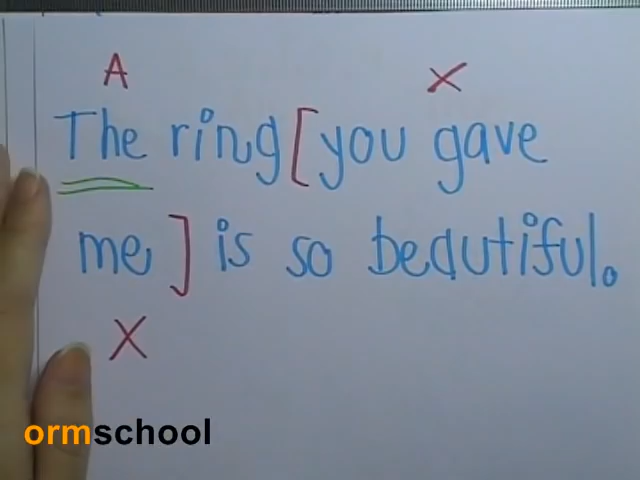 A X
The ring [you gave
me] is so beautiful.
X
ormschool